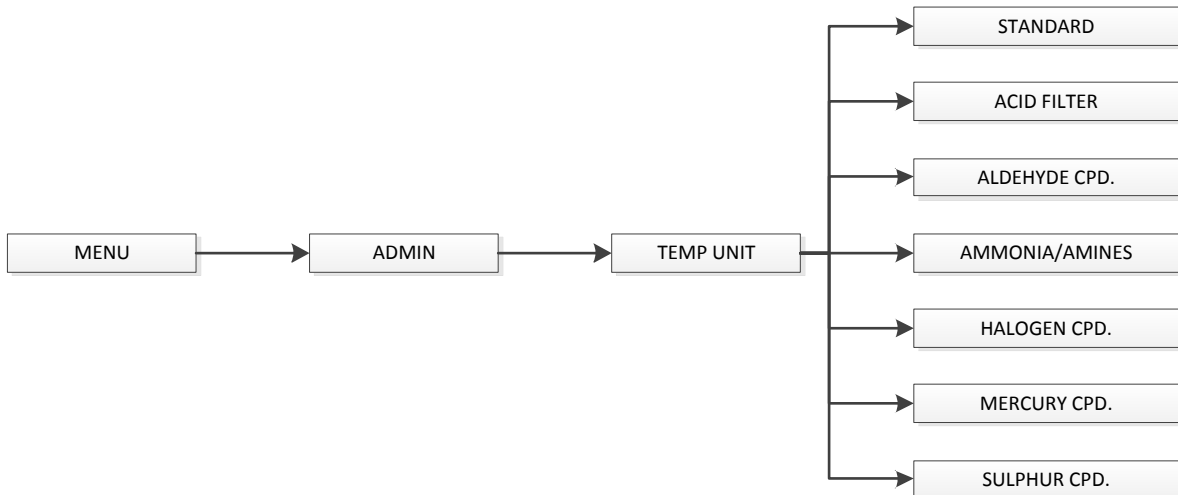 STANDARD
ACID FILTER
ALDEHYDE CPD.
MENU
ADMIN
TEMP UNIT
AMMONIA/AMINES
HALOGEN CPD.
MERCURY CPD.
SULPHUR CPD.